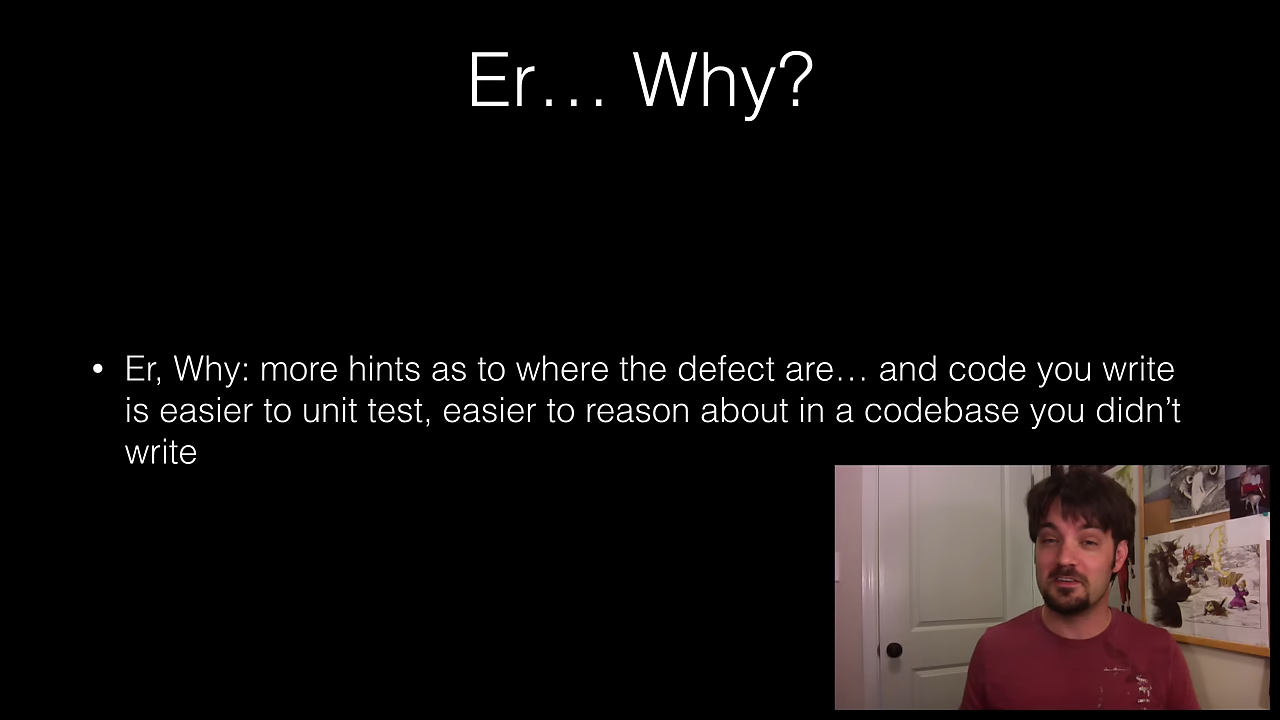 Er… Why?
• Er, Why: more hints as to where the defect are… and code you write
is easier to unit test, easier to reason about in a codebase you didn’t
write